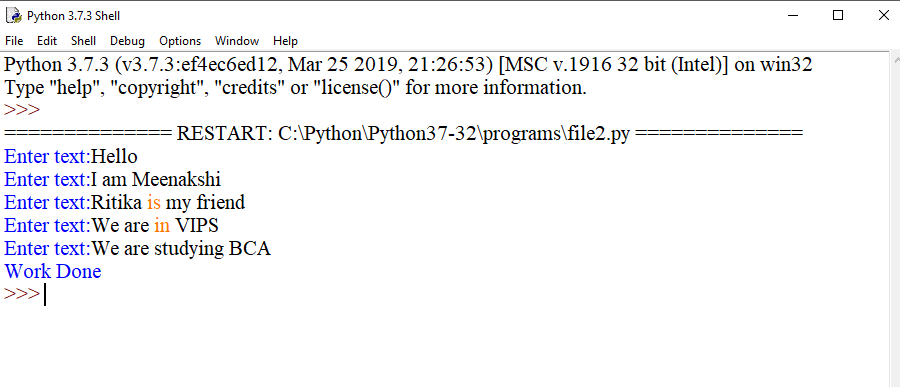 Python 3.7.3 Shell
File Edit Shell Debug Options Window Help
Python 3.7.3 (v3.7.3:ef4ec6ed12, Mar 25 2019, 21:26:53) [MSC v.1916 32 bit (Intel)] on win32
Type "help", "copyright", "credits" or "license()" for more information.
>>>
============== RESTART: C:\Python\Python37-32\programs\file2.py ==============
Enter text:Hello
Enter text:I am Meenakshi
Enter text:Ritika is my friend
Enter text:We are in VIPS
Enter text:We are studying BCA
Work Done
>>>